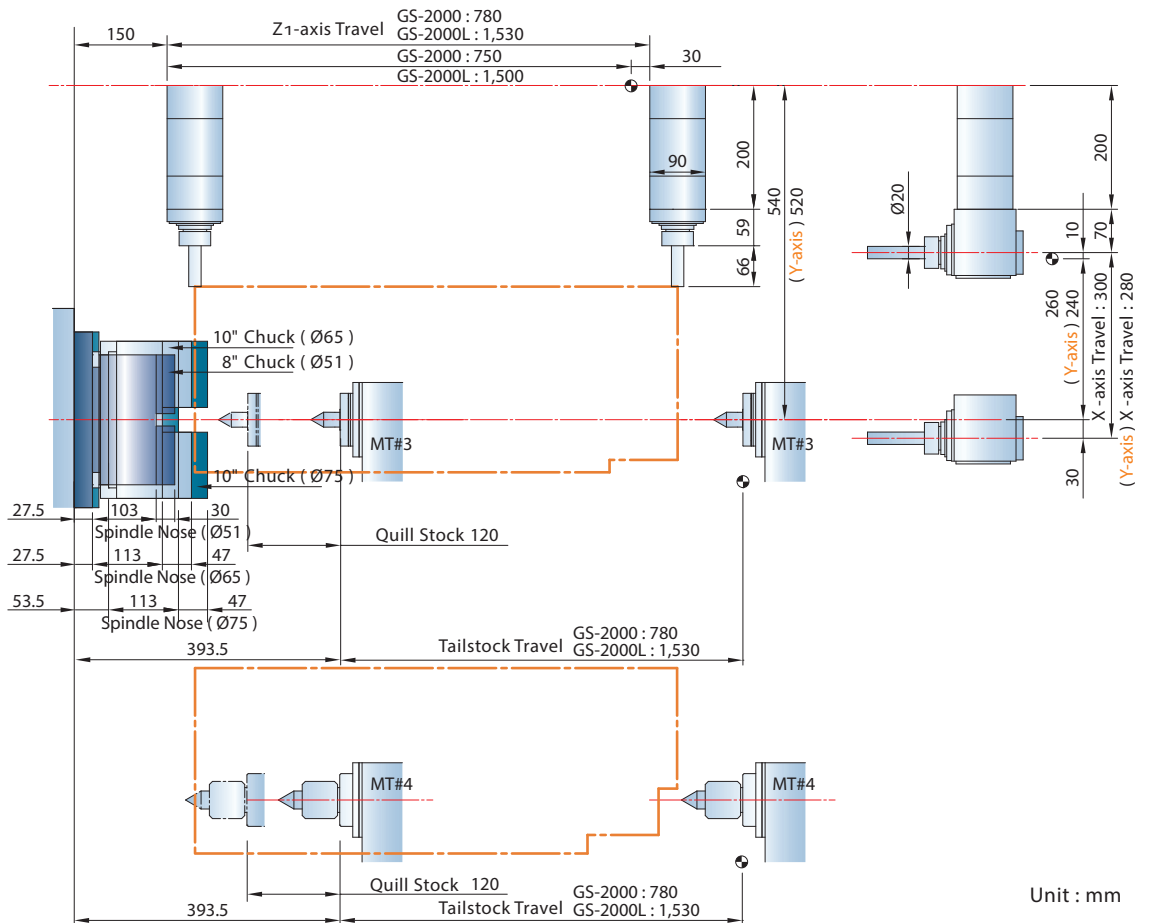 GS-2000 : 780
Z1-axis Travel
GS-2000L : 1,530
150
GS-2000 : 750
30
GS-2000L : 1,500
200
90
59
66
540
( Y-axis ) 520
Ø20
200
10
70
260
( Y-axis ) 240
X -axis Travel : 300
( Y-axis ) X -axis Travel : 280
30
10" Chuck ( Ø65 )
8" Chuck ( Ø51 )
MT#3
MT#3
10" Chuck ( Ø75 )
27.5
103
30
Spindle Nose ( Ø51 )
Quill Stock 120
27.5
113
47
Spindle Nose ( Ø65 )
53.5
113
47
Spindle Nose ( Ø75 )
GS-2000 : 780
393.5
Tailstock Travel
GS-2000L : 1,530
MT#4
MT#4
Quill Stock 120
GS-2000 : 780
393.5
Tailstock Travel
GS-2000L : 1,530
Unit : mm